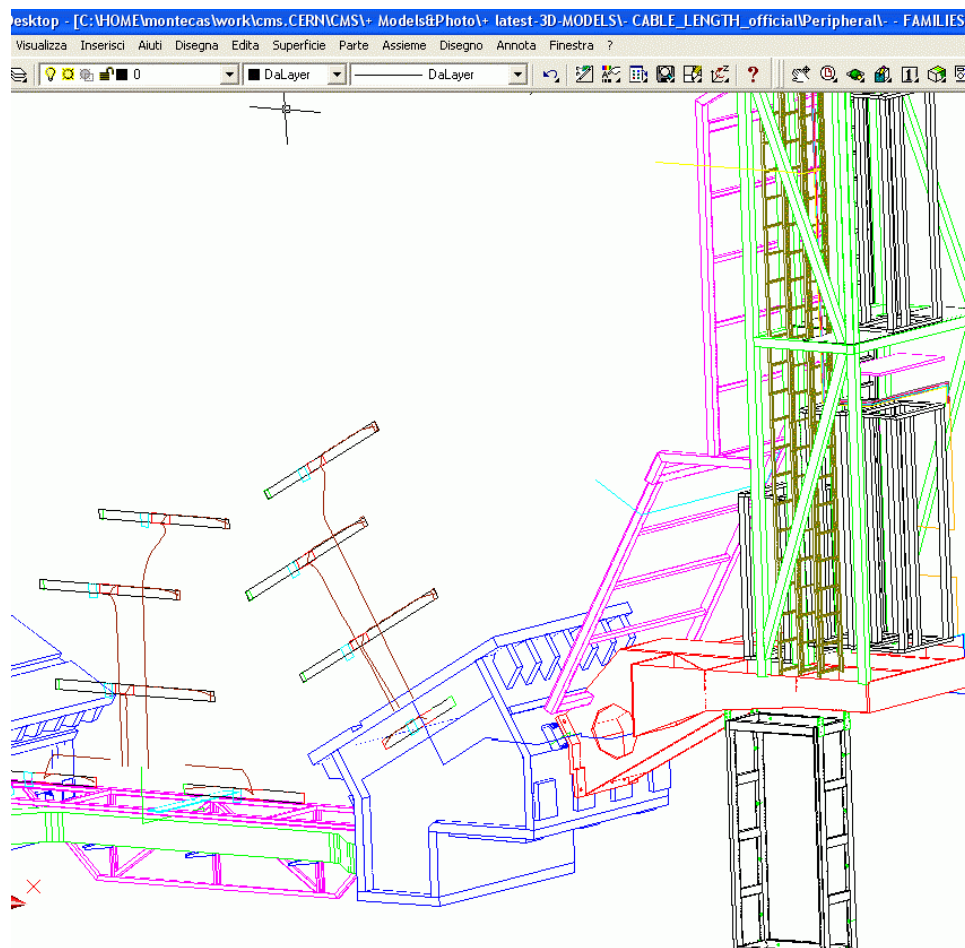 Desktop - [C:\HOME\montecas\work\cms.CERN\CMS\+ Models&Photo\+ latest-3D-MODELS\- CABLE_LENGTH_official\Peripheral\- - FAMILIES
Visualizza Inserisci Aiuti Disegna Edita Superficie Parte Assieme Disegno Annota Finestra ?
0 DaLayer DaLayer